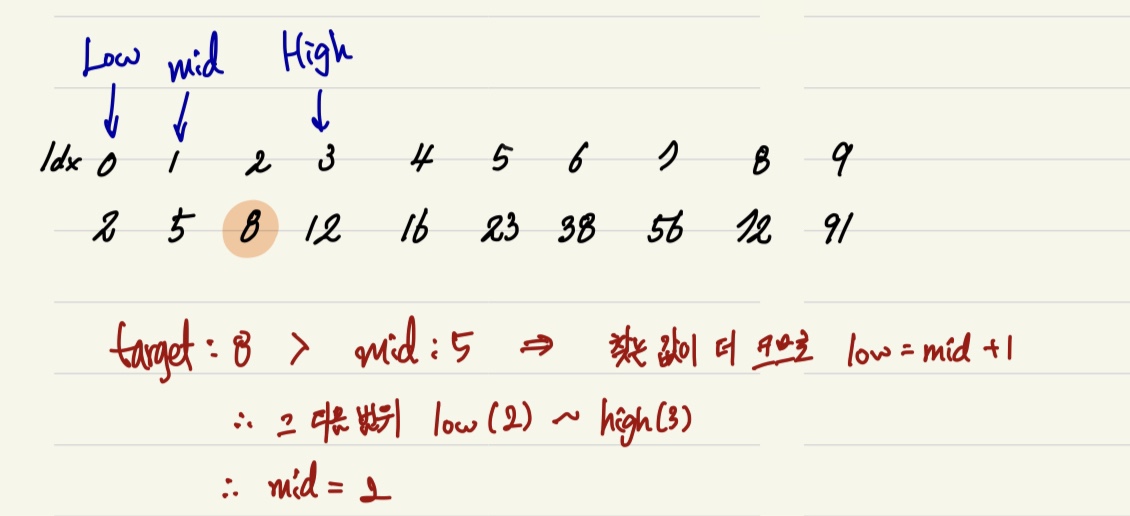 Low mid High
Idx 0 1 2 3 4 5 6 7 8 9
2 5 8 12 16 23 38 56 72 91
target : 8 > mid : 5 ⇒ 찾는 값이 더 크므로 low = mid + 1
∴ 그 다음 범위 low (2) ~ high (3)
∴ mid = 2